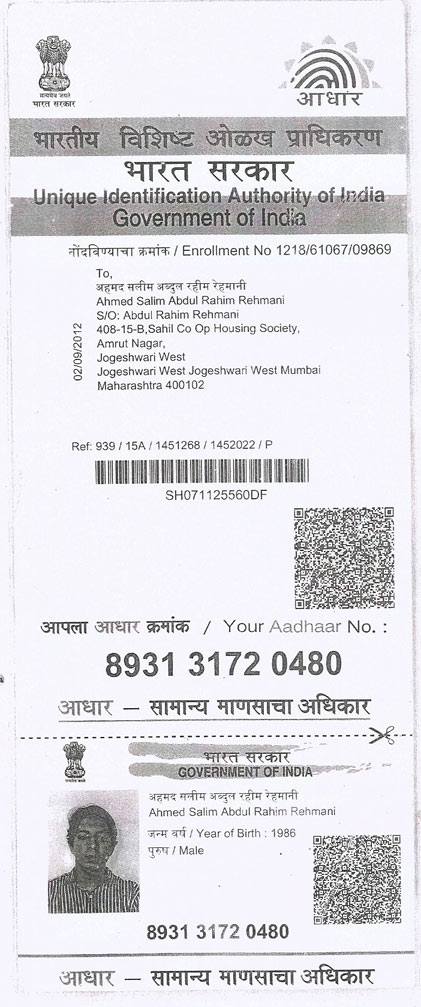 सत्यमेव जयते
भारत सरकार
आधार
भारतीय विशिष्ट ओळख प्राधिकरण
भारत सरकार
Unique Identification Authority of India
Government of India
नोंदविण्याचा क्रमांक / Enrollment No 1218/61067/09869
To,
अहमद सलीम अब्दुल रहीम रेहमानी
Ahmed Salim Abdul Rahim Rehmani
S/O: Abdul Rahim Rehmani
408-15-B,Sahil Co Op Housing Society,
Amrut Nagar,
Jogeshwari West
Jogeshwari West Jogeshwari West Mumbai
Maharashtra 400102
02/09/2012
Ref: 939 / 15A / 1451268 / 1452022 / P
SH071125560DF
आपला आधार क्रमांक / Your Aadhaar No. :
8931 3172 0480
आधार – सामान्य माणसाचा अधिकार
भारत सरकार
GOVERNMENT OF INDIA
अहमद सलीम अब्दुल रहीम रेहमानी
Ahmed Salim Abdul Rahim Rehmani
जन्म वर्ष / Year of Birth : 1986
पुरुष / Male
8931 3172 0480
आधार – सामान्य माणसाचा अधिकार